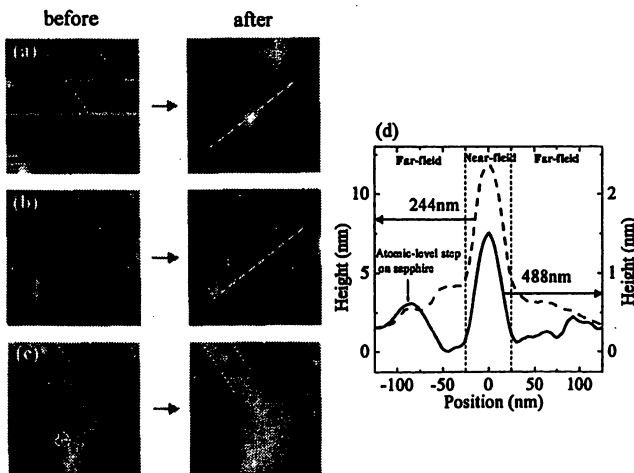 before
after
(a)
(b)
(c)
(d)
Far-field
Near-field
Far-field
244nm
488nm
Atomic-level step
on sapphire
Height (nm)
10
5
0
Height (nm)
2
1
0
-100 -50 0 50 100
Position (nm)